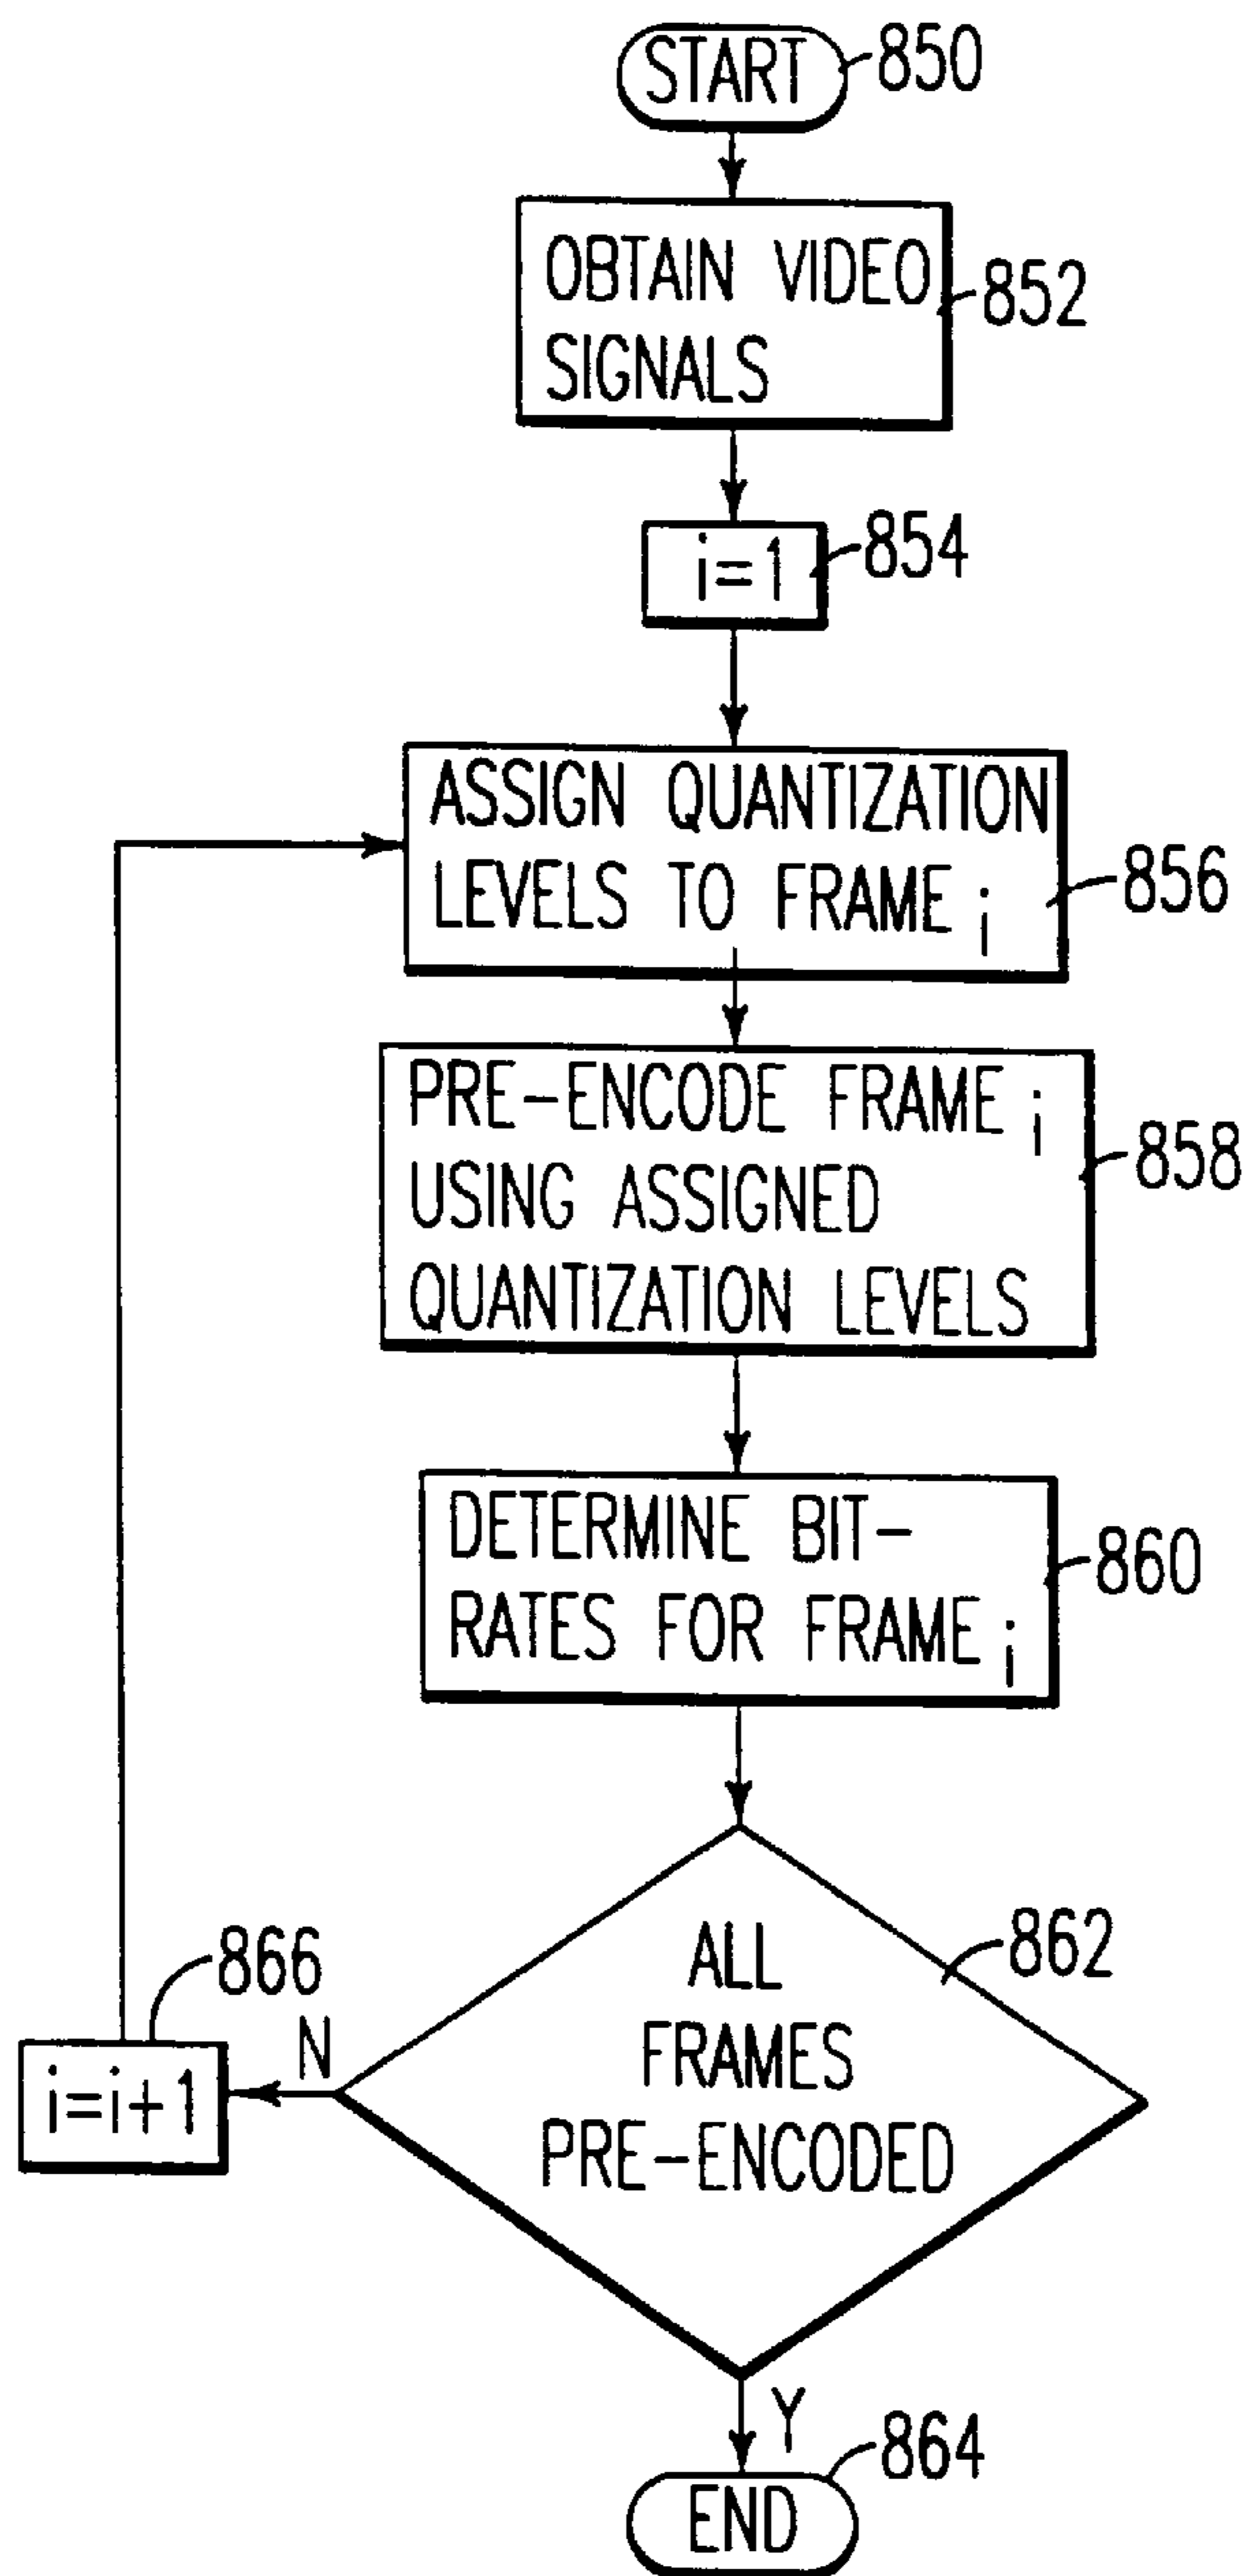 START
850
OBTAIN VIDEO
SIGNALS
852
i=1
854
ASSIGN QUANTIZATION
LEVELS TO FRAME i
856
PRE-ENCODE FRAME i
USING ASSIGNED
QUANTIZATION LEVELS
858
DETERMINE BIT-
RATES FOR FRAME i
860
ALL
FRAMES
PRE-ENCODED
862
N
866
i=i+1
Y
864
END